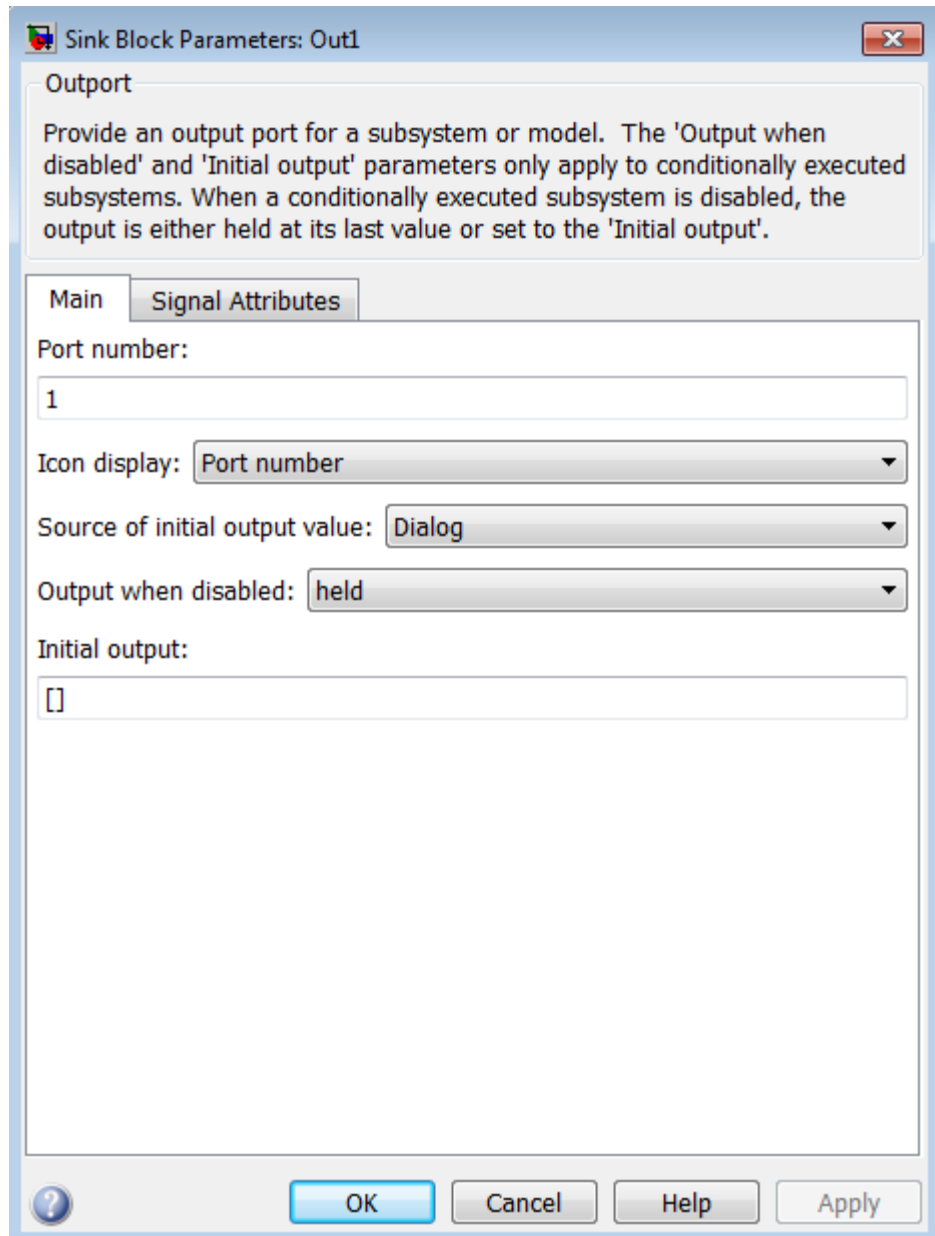 Sink Block Parameters: Out1
Outport
Provide an output port for a subsystem or model.  The 'Output when
disabled' and 'Initial output' parameters only apply to conditionally executed
subsystems. When a conditionally executed subsystem is disabled, the
output is either held at its last value or set to the 'Initial output'.
Main Signal Attributes
Port number:
1
Icon display: Port number
Source of initial output value: Dialog
Output when disabled: held
Initial output:
[]
? OK Cancel Help Apply